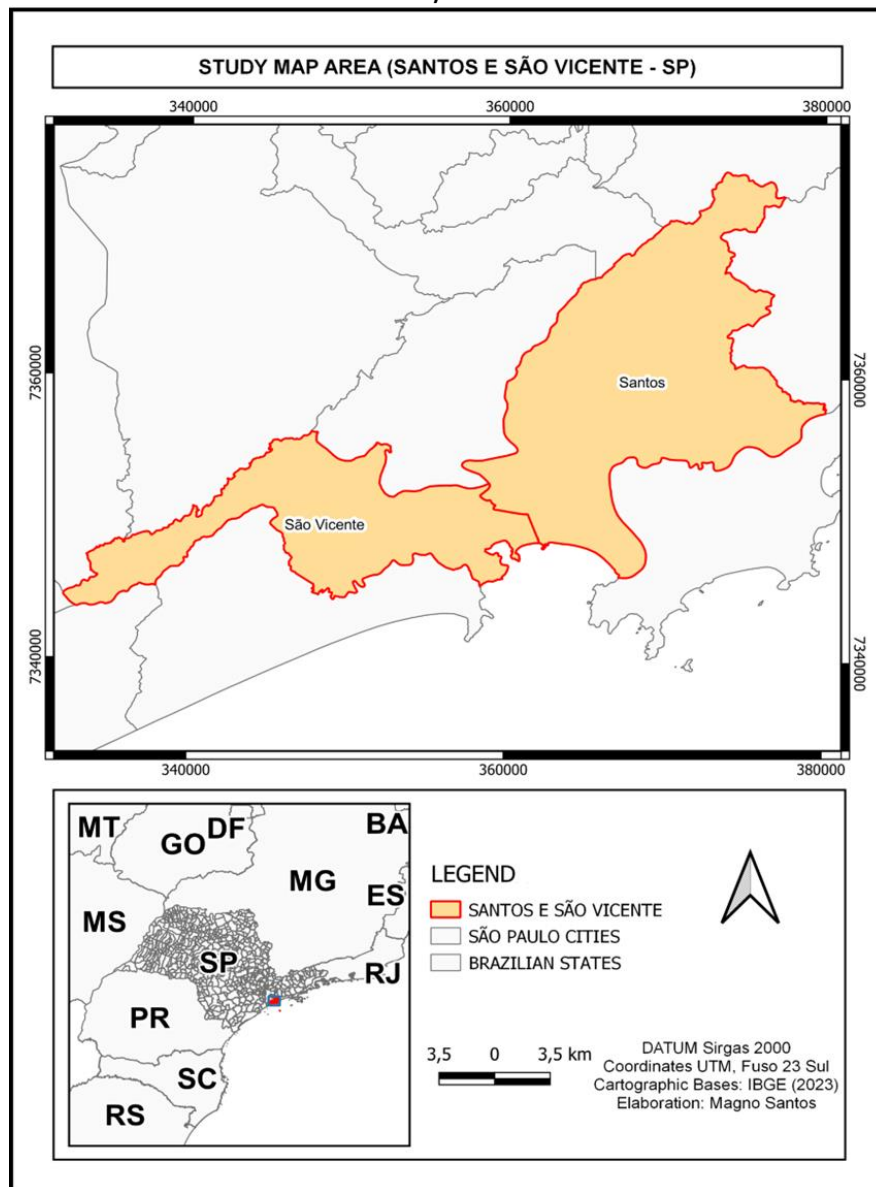 STUDY MAP AREA (SANTOS E SÃO VICENTE - SP)
340000 360000 380000
7360000 7360000
Santos
São Vicente
7340000 7340000
340000 360000 380000
MT GO DF BA
MG
ES
MS
SP
RJ
PR
SC
RS
LEGEND
SANTOS E SÃO VICENTE
SÃO PAULO CITIES
BRAZILIAN STATES
3,5 0 3,5 km
DATUM Sirgas 2000
Coordinates UTM, Fuso 23 Sul
Cartographic Bases: IBGE (2023)
Elaboration: Magno Santos